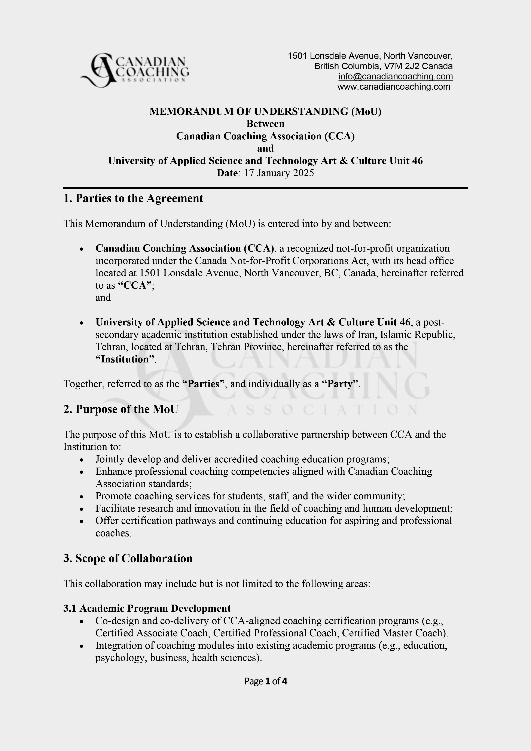 CANADIAN
COACHING
ASSOCIATION
1501 Lonsdale Avenue, North Vancouver,
British Columbia, V7M 2J2 Canada
info@canadiancoaching.com
www.canadiancoaching.com
MEMORANDUM OF UNDERSTANDING (MoU)
Between
Canadian Coaching Association (CCA)
and
University of Applied Science and Technology Art & Culture Unit 46
Date: 17 January 2025
1. Parties to the Agreement
This Memorandum of Understanding (MoU) is entered into by and between:
• Canadian Coaching Association (CCA), a recognized not-for-profit organization
incorporated under the Canada Not-for-Profit Corporations Act, with its head office
located at 1501 Lonsdale Avenue, North Vancouver, BC, Canada, hereinafter referred
to as “CCA”;
and
• University of Applied Science and Technology Art & Culture Unit 46, a post-
secondary academic institution established under the laws of Iran, Islamic Republic,
Tehran, located at Tehran, Tehran Province, hereinafter referred to as the
“Institution”.
Together, referred to as the “Parties”, and individually as a “Party”.
2. Purpose of the MoU
The purpose of this MoU is to establish a collaborative partnership between CCA and the
Institution to:
• Jointly develop and deliver accredited coaching education programs;
• Enhance professional coaching competencies aligned with Canadian Coaching
Association standards;
• Promote coaching services for students, staff, and the wider community;
• Facilitate research and innovation in the field of coaching and human development;
• Offer certification pathways and continuing education for aspiring and professional
coaches.
3. Scope of Collaboration
This collaboration may include but is not limited to the following areas:
3.1 Academic Program Development
• Co-design and co-delivery of CCA-aligned coaching certification programs (e.g.,
Certified Associate Coach, Certified Professional Coach, Certified Master Coach).
• Integration of coaching modules into existing academic programs (e.g., education,
psychology, business, health sciences).
Page 1 of 4
CANADIAN
COACHING
ASSOCIATION